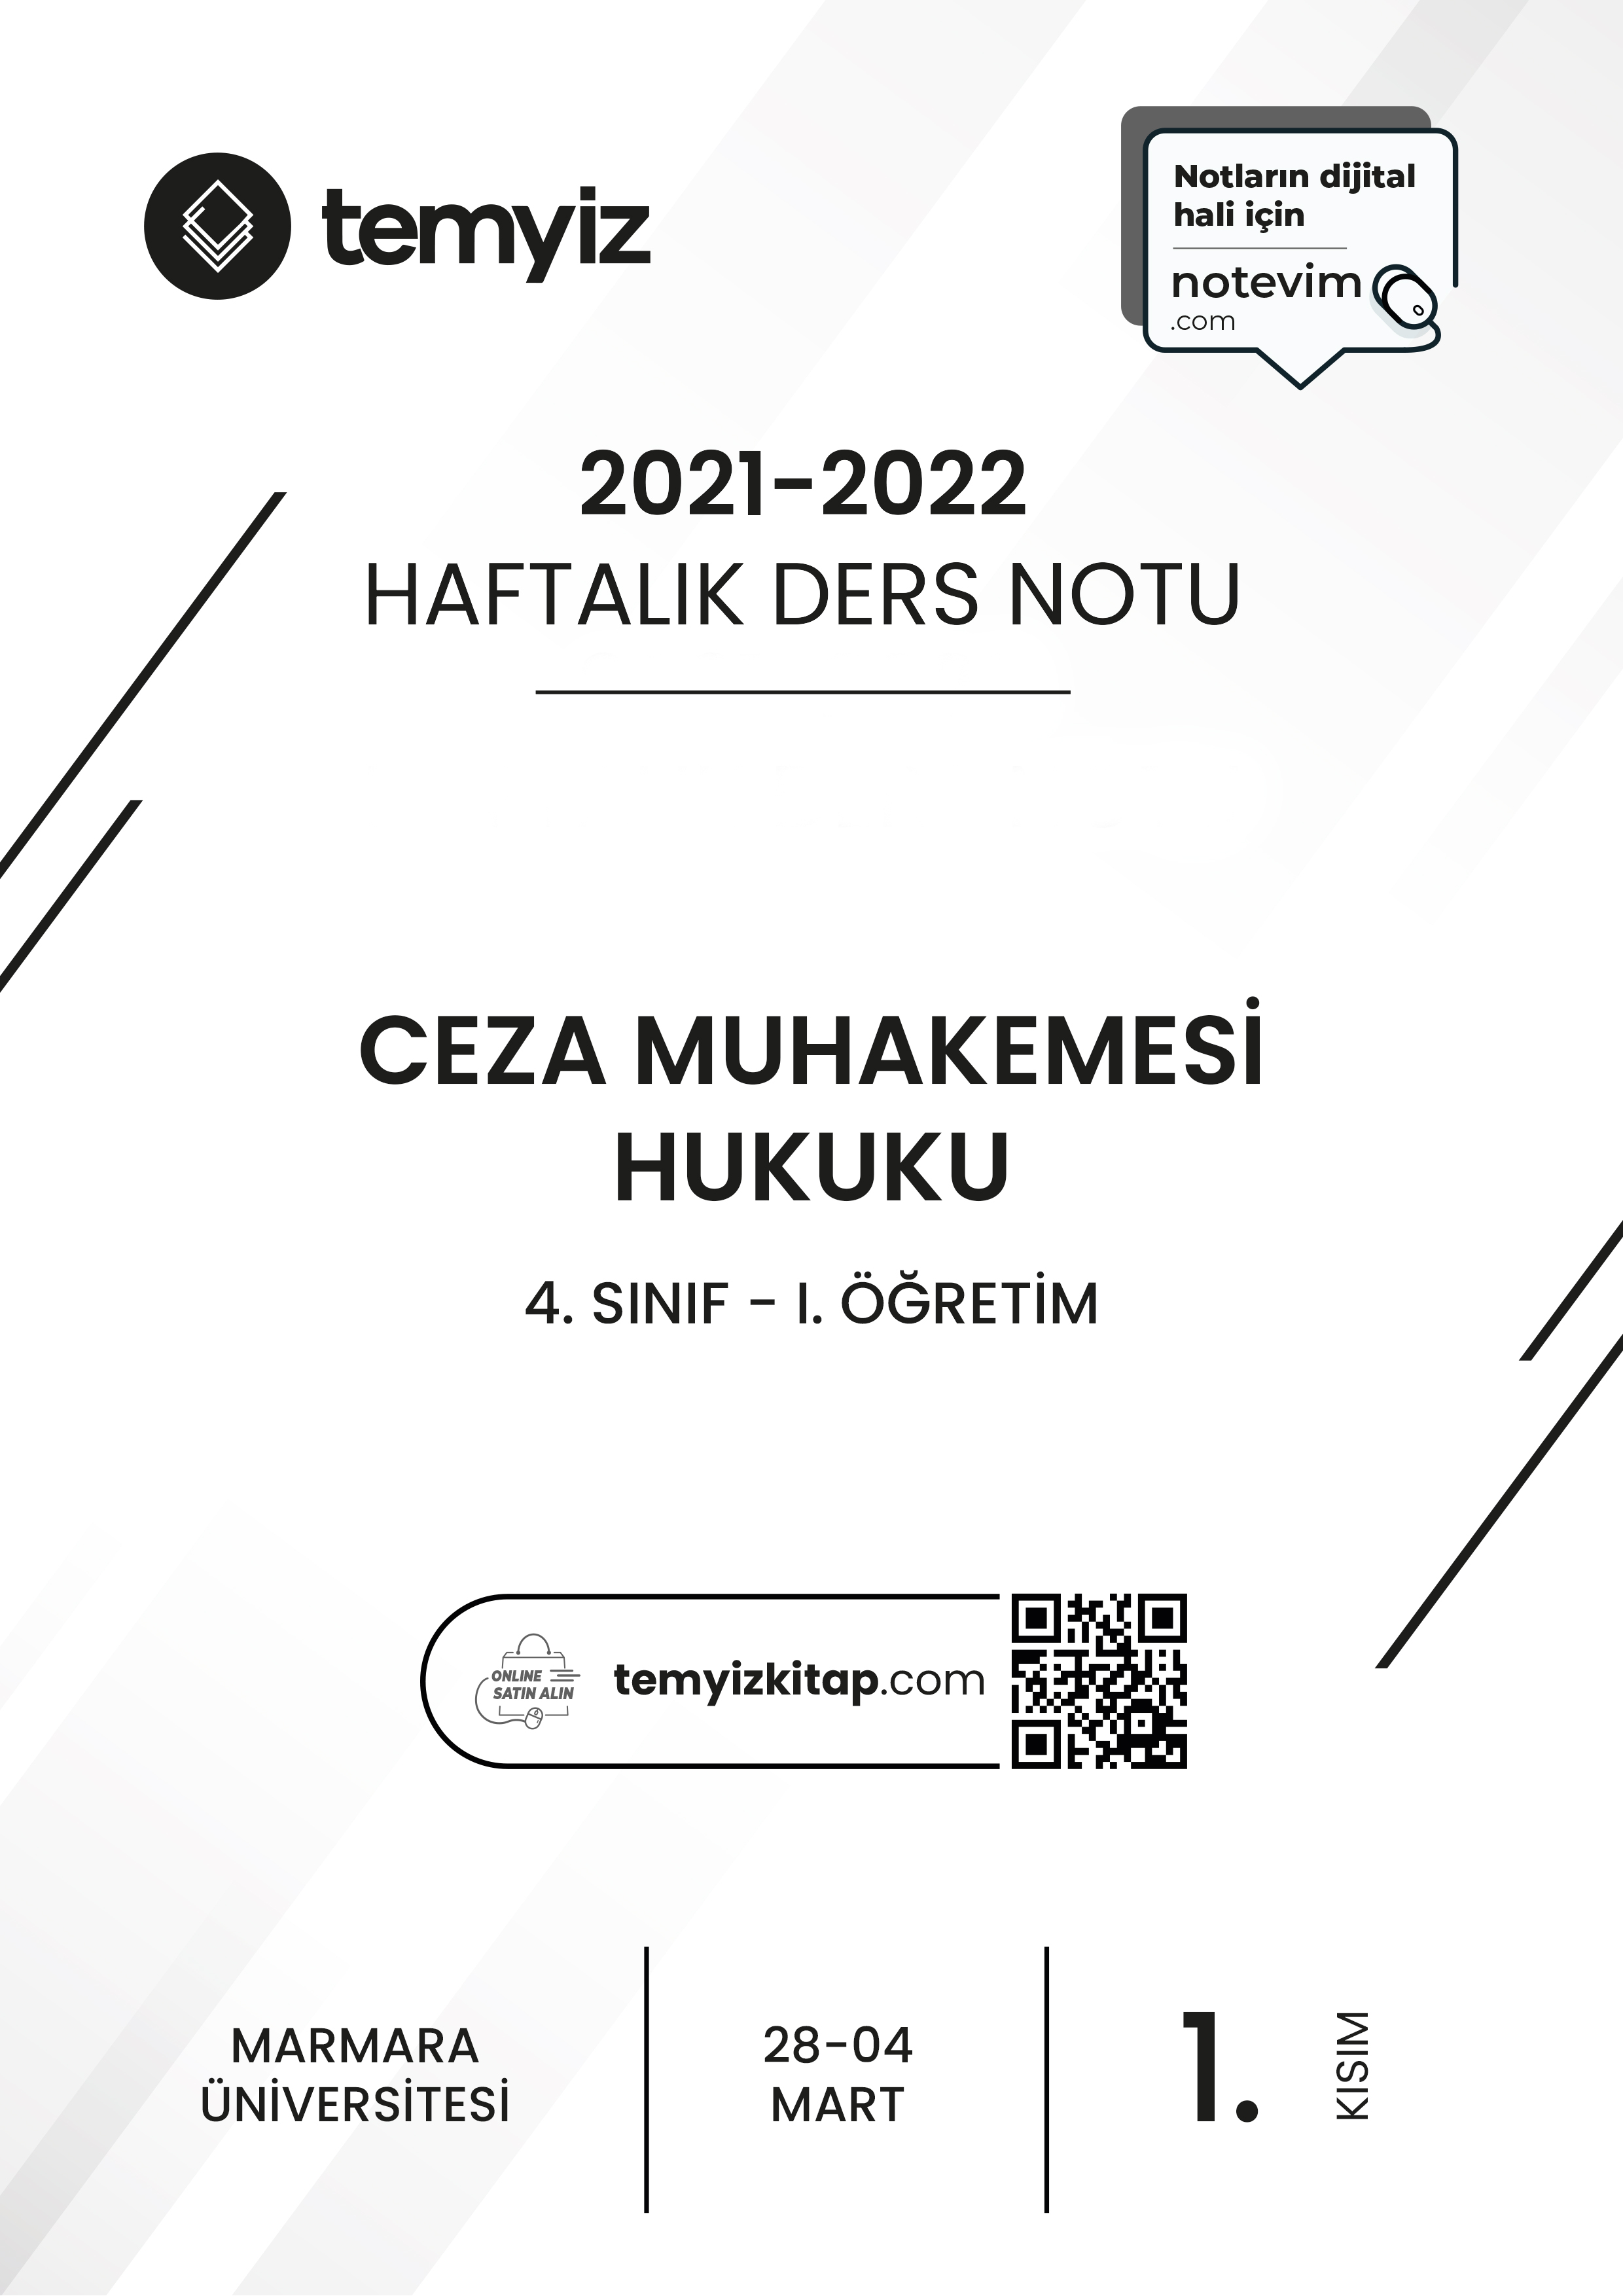 temyiz
Notların dijital
hali için
notevim
.com
2021-2022
HAFTALIK DERS NOTU
CEZA MUHAKEMESİ
HUKUKU
4. SINIF - I. ÖĞRETİM
ONLINE
SATIN ALIN
temyizkitap.com
MARMARA
ÜNİVERSİTESİ
28-04
MART
1.
KISIM